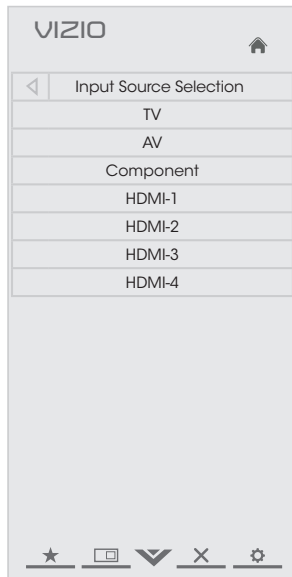 VIZIO
Input Source Selection
TV
AV
Component
HDMI-1
HDMI-2
HDMI-3
HDMI-4